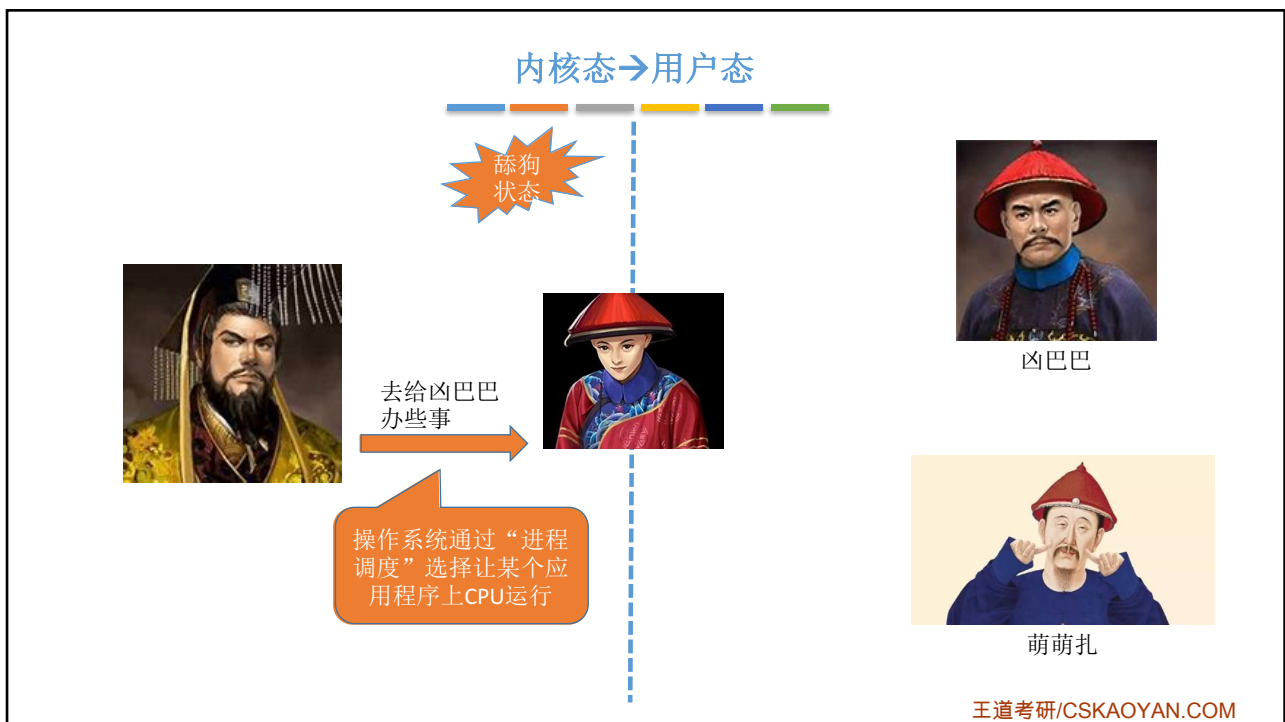 内核态→用户态
舔狗
状态
凶巴巴
去给凶巴巴
办些事
操作系统通过“进程
调度”选择让某个应
用程序上CPU运行
萌萌扎
王道考研/CSKAOYAN.COM